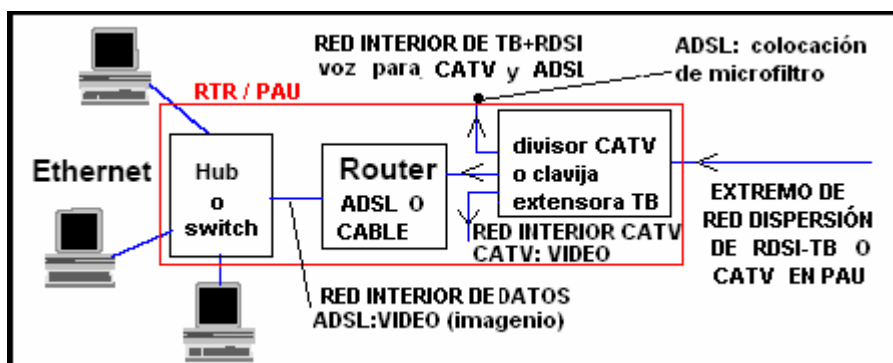 RED INTERIOR DE TB+RDSI
voz para CATV y ADSL
ADSL: colocación
de microfiltro
RTR / PAU
Ethernet
Hub
o
switch
Router
ADSL O
CABLE
divisor CATV
o clavija
extensora TB
RED INTERIOR CATV
CATV: VIDEO
EXTREMO DE
RED DISPERSIÓN
DE RDSI-TB O
CATV EN PAU
RED INTERIOR DE DATOS
ADSL:VIDEO (imagenio)